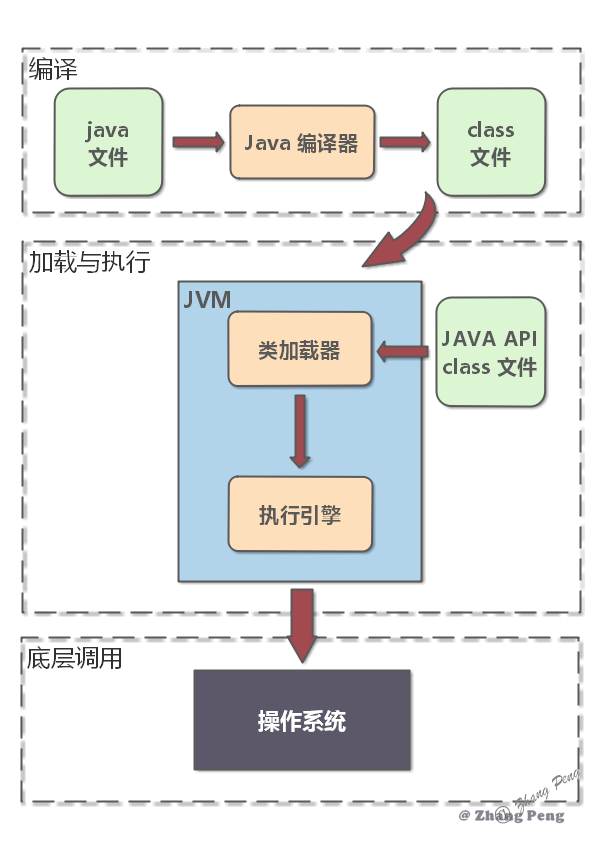 编译
java
文件
Java 编译器
class
文件
加载与执行
JVM
类加载器
JAVA API
class 文件
执行引擎
底层调用
操作系统
Zhang Peng
@ Zhang Peng